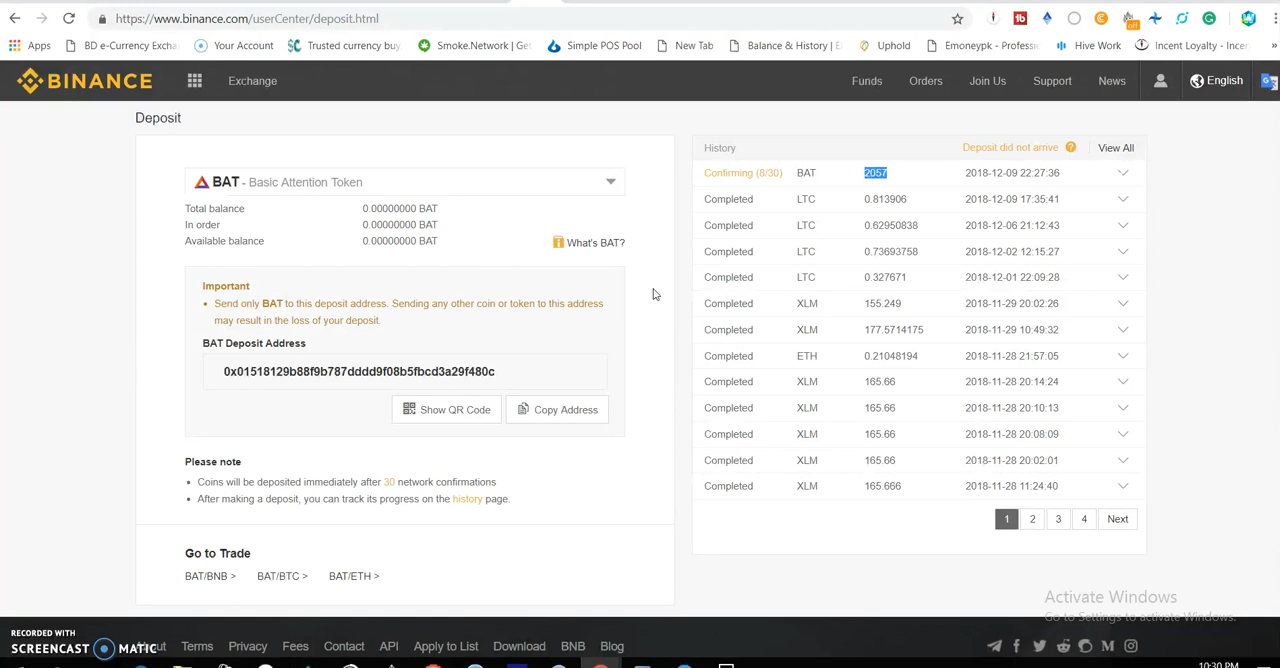 https://www.binance.com/userCenter/deposit.html
Apps BD e-Currency Excha Your Account Trusted currency buy Smoke.Network | Get Simple POS Pool New Tab Balance & History | E Uphold Emoneypk - Profess Hive Work Incent Loyalty - Incer »
BINANCE Exchange Funds Orders Join Us Support News English
Deposit
History Deposit did not arrive ? View All
BAT - Basic Attention Token
Total balance 0.00000000 BAT
In order 0.00000000 BAT
Available balance 0.00000000 BAT
What's BAT?
Important
• Send only BAT to this deposit address. Sending any other coin or token to this address
may result in the loss of your deposit.
BAT Deposit Address
0x01518129b88f9b787dddd9f08b5fbcd3a29f480c
Show QR Code Copy Address
Please note
• Coins will be deposited immediately after 30 network confirmations
• After making a deposit, you can track its progress on the history page.
Go to Trade
BAT/BNB > BAT/BTC > BAT/ETH >
Confirming (8/30) BAT 2057 2018-12-09 22:27:36
Completed LTC 0.813906 2018-12-09 17:35:41
Completed LTC 0.62950838 2018-12-06 21:12:43
Completed LTC 0.73693758 2018-12-02 12:15:27
Completed LTC 0.327671 2018-12-01 22:09:28
Completed XLM 155.249 2018-11-29 20:02:26
Completed XLM 177.5714175 2018-11-29 10:49:32
Completed ETH 0.21048194 2018-11-28 21:57:05
Completed XLM 165.66 2018-11-28 20:14:24
Completed XLM 165.66 2018-11-28 20:10:13
Completed XLM 165.66 2018-11-28 20:08:09
Completed XLM 165.66 2018-11-28 20:02:01
Completed XLM 165.666 2018-11-28 11:24:40
1 2 3 4 Next
Activate Windows
Go to Settings to activate Windows.
RECORDED WITH
SCREENCAST MATIC
Terms Privacy Fees Contact API Apply to List Download BNB Blog
10:30 PM